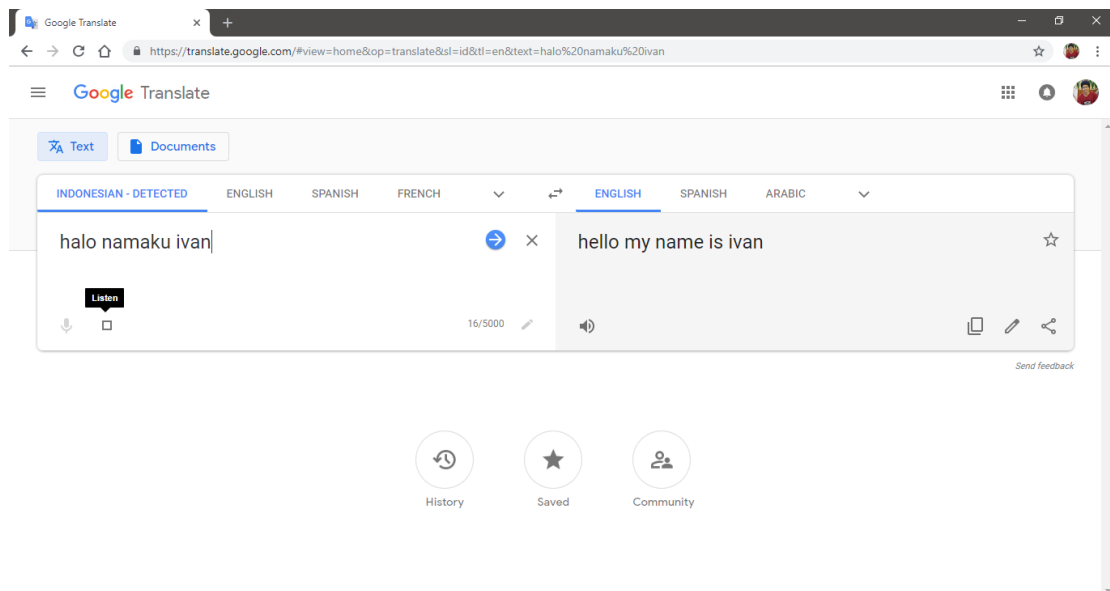 Google Translate
https://translate.google.com/#view=home&op=translate&sl=id&tl=en&text=halo%20namaku%20ivan
Google Translate
Text Documents
INDONESIAN - DETECTED ENGLISH SPANISH FRENCH ENGLISH SPANISH ARABIC
halo namaku ivan hello my name is ivan
Listen
16/5000
Send feedback
History Saved Community